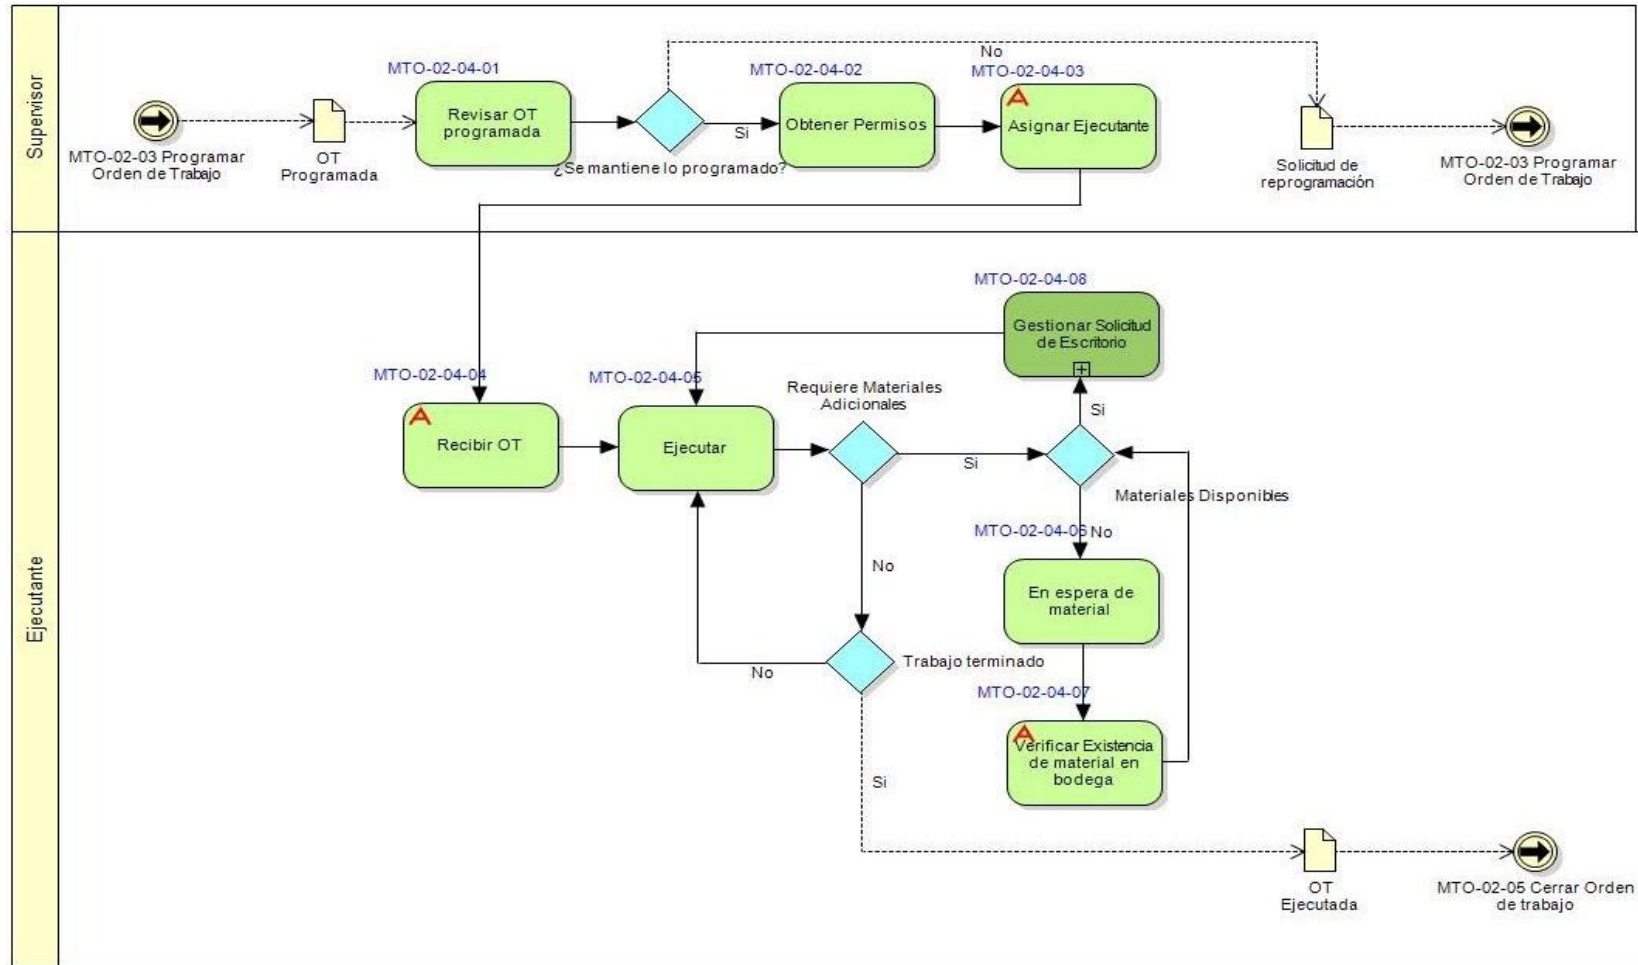 Supervisor
MTO-02-03 Programar
Orden de Trabajo
OT
Programada
MTO-02-04-01
Revisar OT
programada
¿Se mantiene lo programado?
Si
No
MTO-02-04-02
Obtener Permisos
MTO-02-04-03
A
Asignar Ejecutante
Solicitud de
reprogramación
MTO-02-03 Programar
Orden de Trabajo
Ejecutante
MTO-02-04-04
A
Recibir OT
MTO-02-04-05
Ejecutar
Requiere Materiales
Adicionales
Si
No
MTO-02-04-08
Gestionar Solicitud
de Escritorio
Si
Materiales Disponibles
MTO-02-04-06
No
En espera de
material
MTO-02-04-07
A
Verificar Existencia
de material en
bodega
Trabajo terminado
No
Si
OT
Ejecutada
MTO-02-05 Cerrar Orden
de trabajo